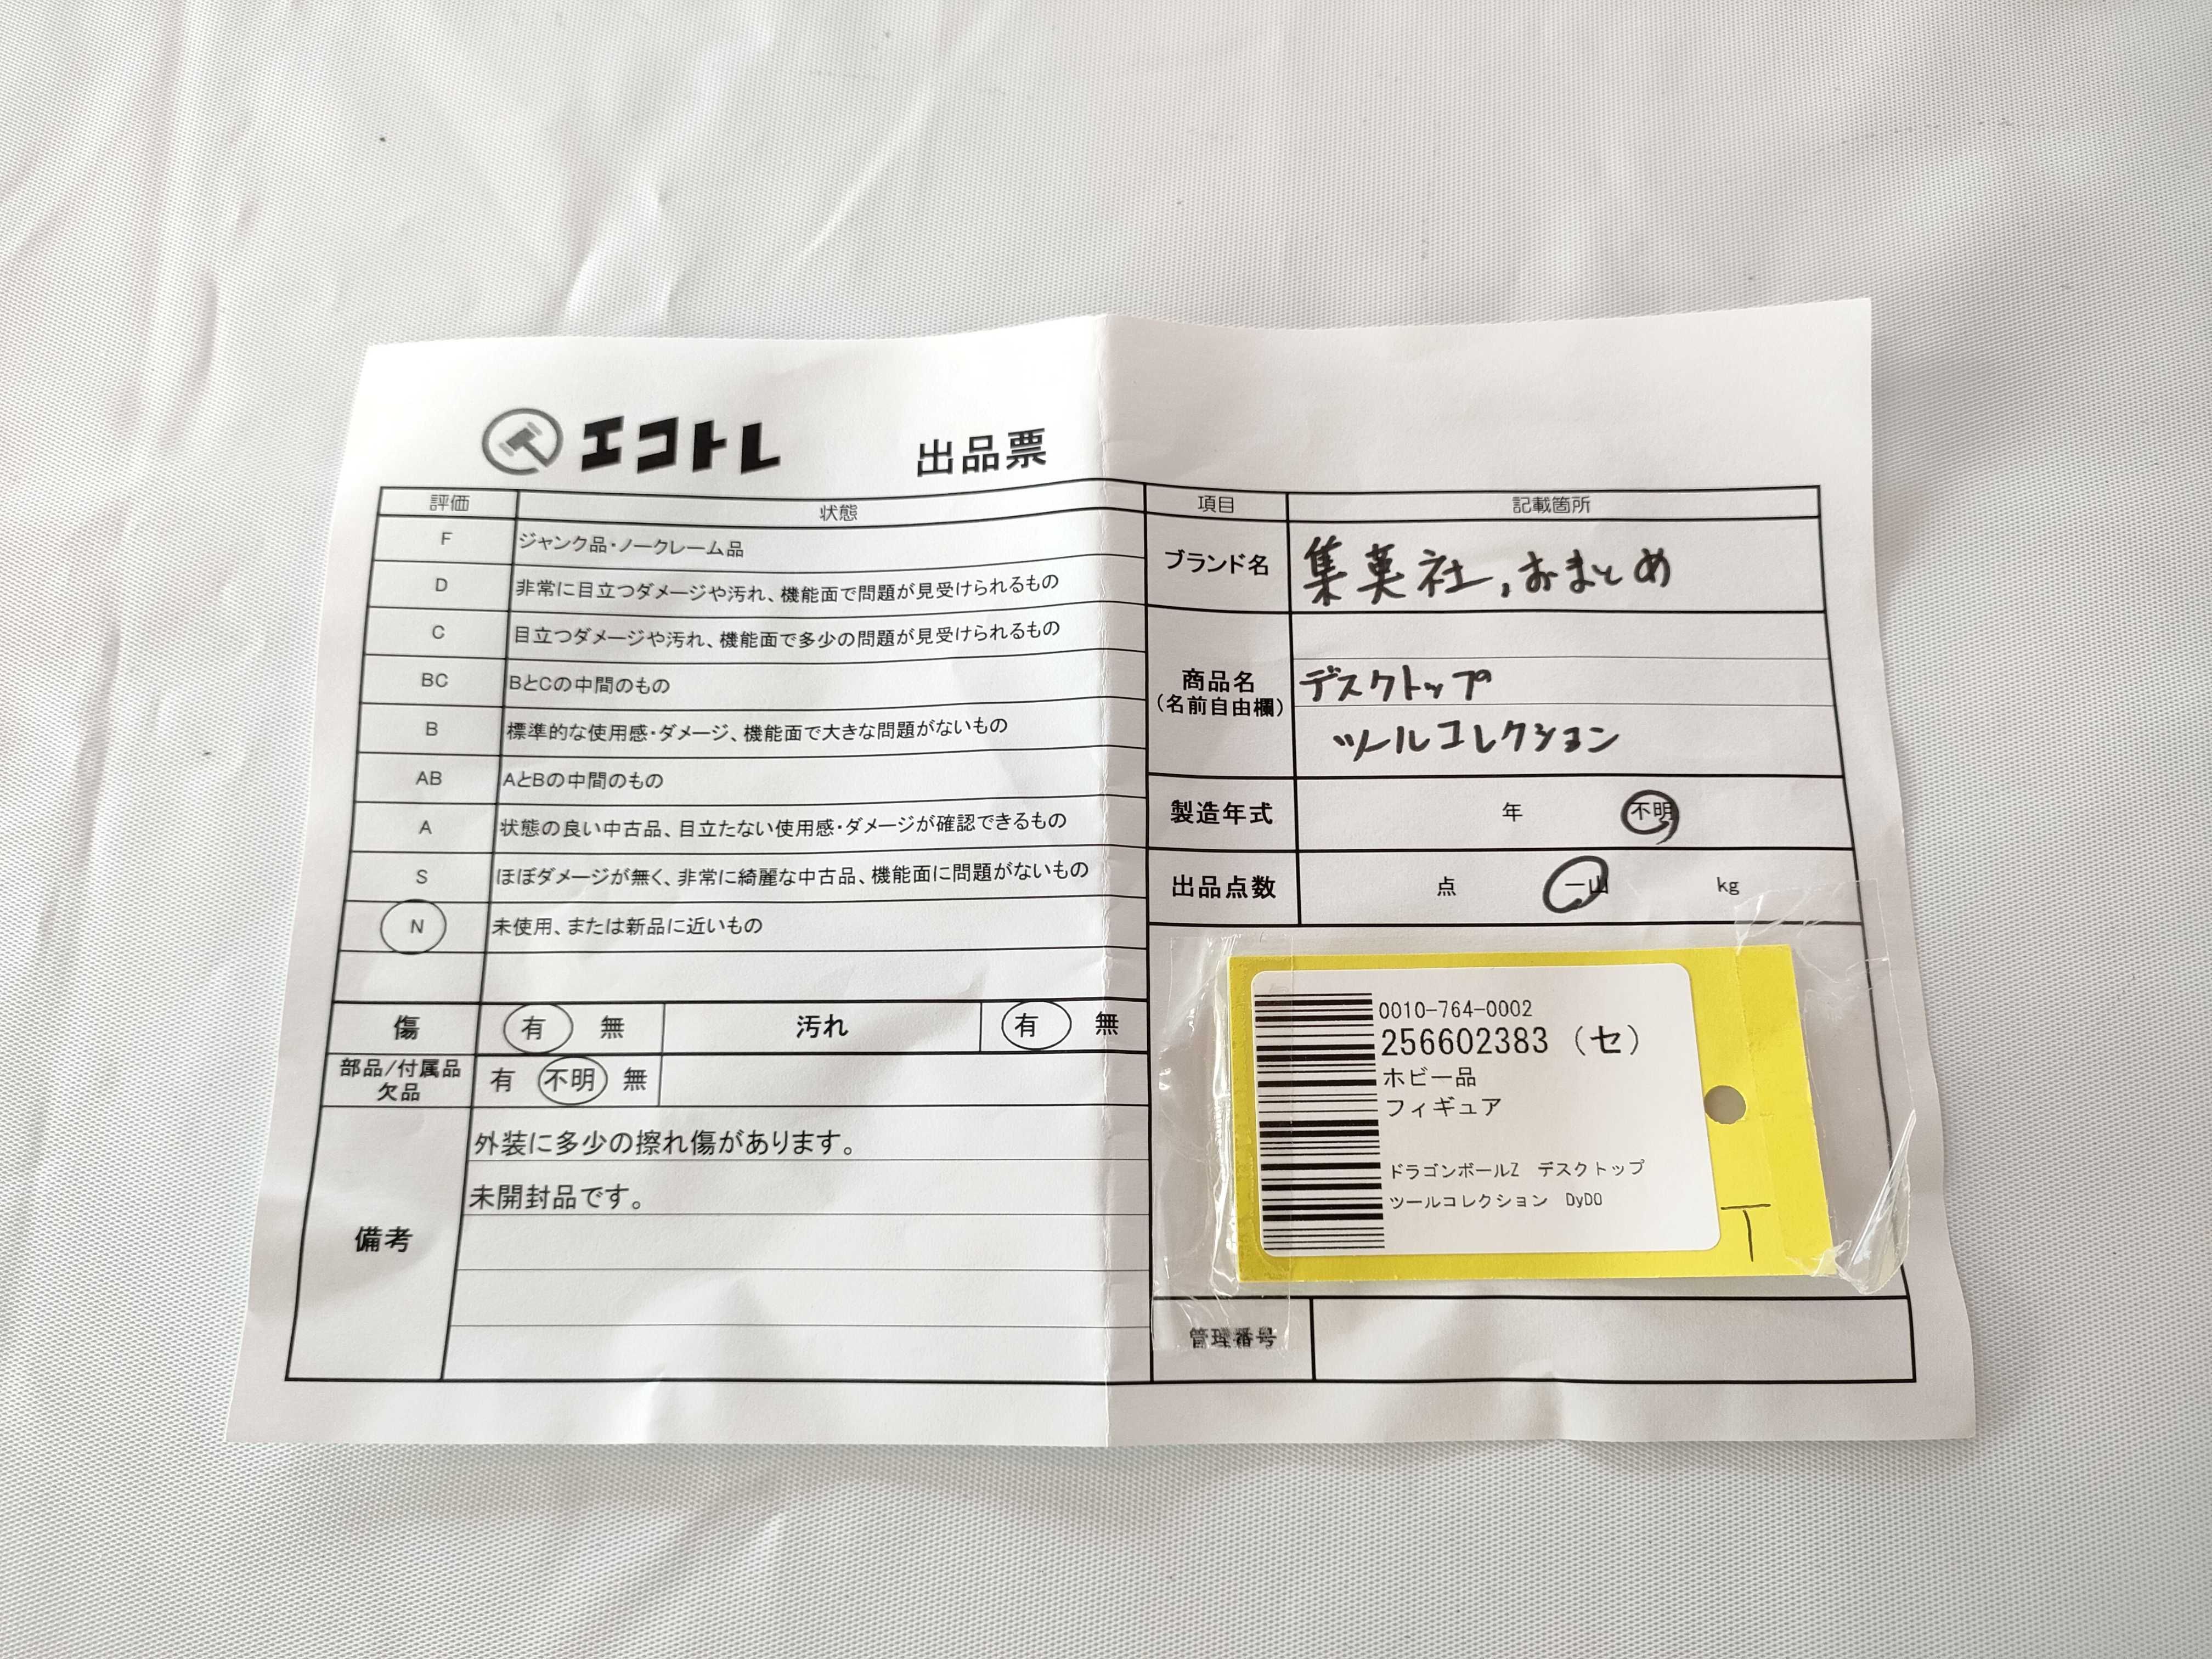 エコトレ 出品票
評価 状態
F ジャンク品・ノークレーム品
D 非常に目立つダメージや汚れ、機能面で問題が見受けられるもの
C 目立つダメージや汚れ、機能面で多少の問題が見受けられるもの
BC BとCの中間のもの
B 標準的な使用感・ダメージ、機能面で大きな問題がないもの
AB AとBの中間のもの
A 状態の良い中古品、目立たない使用感・ダメージが確認できるもの
S ほぼダメージが無く、非常に綺麗な中古品、機能面に問題がないもの
N 未使用、または新品に近いもの
傷 有 無 汚れ 有 無
部品/付属品
欠品 有 不明 無
備考
外装に多少の擦れ傷があります。
未開封品です。
項目 記載箇所
ブランド名 集英社,おまとめ
商品名
(名前自由欄)
デスクトップ
ツールコレクション
製造年式 年 不明
出品点数 点 一山 kg
0010-764-0002
256602383 (セ)
ホビー品
フィギュア
ドラゴンボールZ デスクトップ
ツールコレクション DyDO
T
管理番号